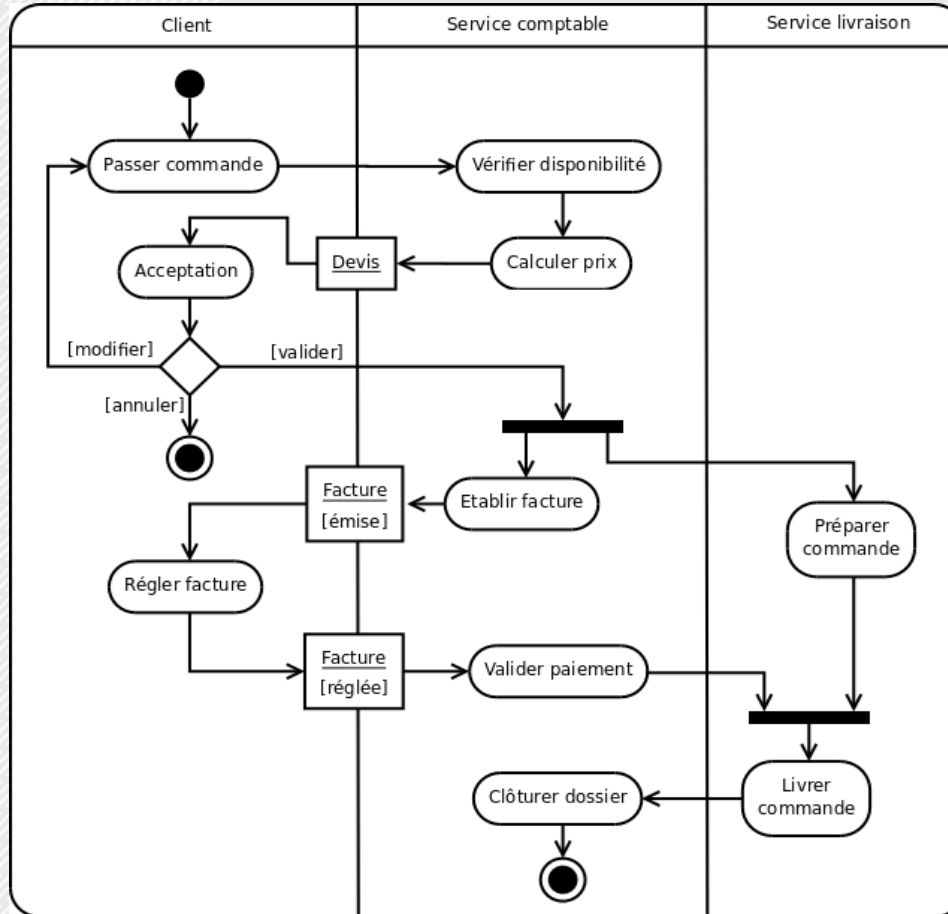 Client
Service comptable
Service livraison
Passer commande
Vérifier disponibilité
Acceptation
Devis
Calculer prix
[modifier]
[valider]
[annuler]
Facture
[émise]
Etablir facture
Préparer
commande
Régler facture
Facture
[réglée]
Valider paiement
Clôturer dossier
Livrer
commande